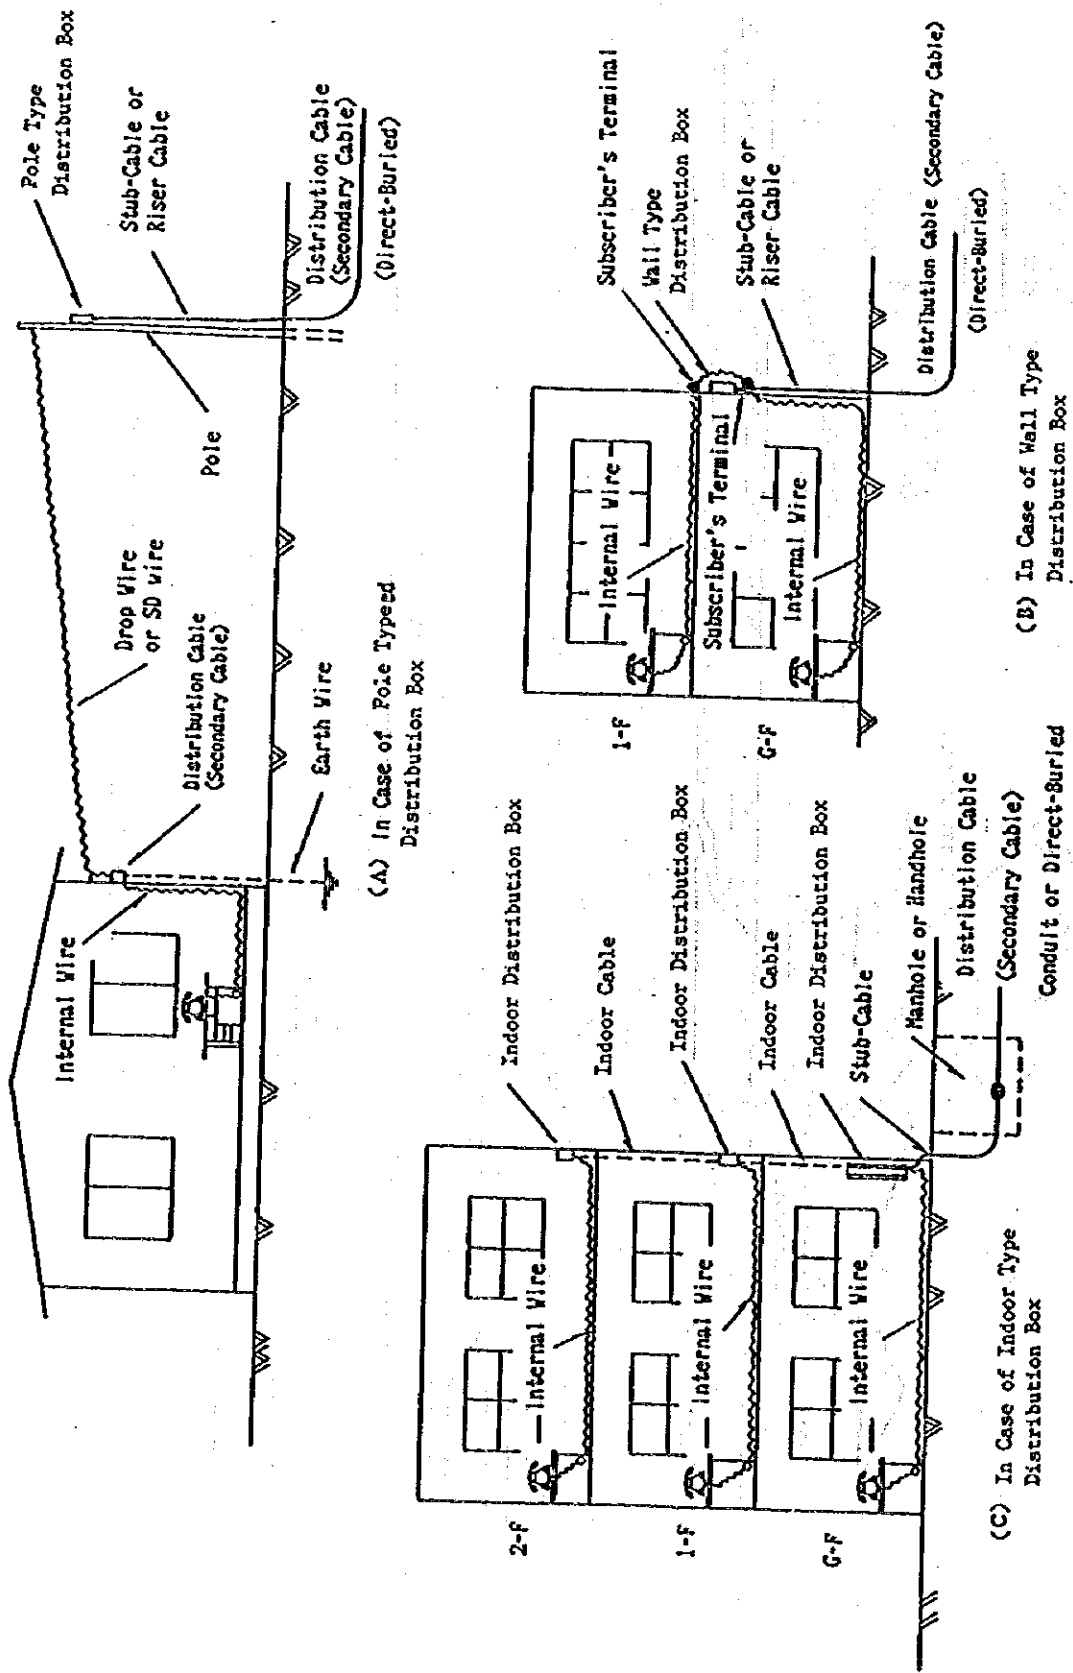 Pole Type
Distribution Box
Stub-Cable or
Riser Cable
Distribution Cable
(Secondary Cable)
(Direct-Buried)
Pole
Drop Wire
or SD wire
Distribution Cable
(Secondary Cable)
Internal Wire
Earth Wire
(A) In Case of Pole Typeed
Distribution Box
Indoor Distribution Box
Indoor Cable
Indoor Distribution Box
Indoor Cable
Indoor Distribution Box
Stub-Cable
Manhole or Handhole
Distribution Cable
(Secondary Cable)
Conduit or Direct-Buried
2-F
Internal Wire
1-F
Internal Wire
G-F
Internal Wire
(C) In Case of Indoor Type
Distribution Box
Subscriber's Terminal
Wall Type
Distribution Box
Stub-Cable or
Riser Cable
Distribution Cable (Secondary Cable)
(Direct-Buried)
1-F
Internal Wire
Subscriber's Terminal
G-F
Internal Wire
(B) In Case of Wall Type
Distribution Box